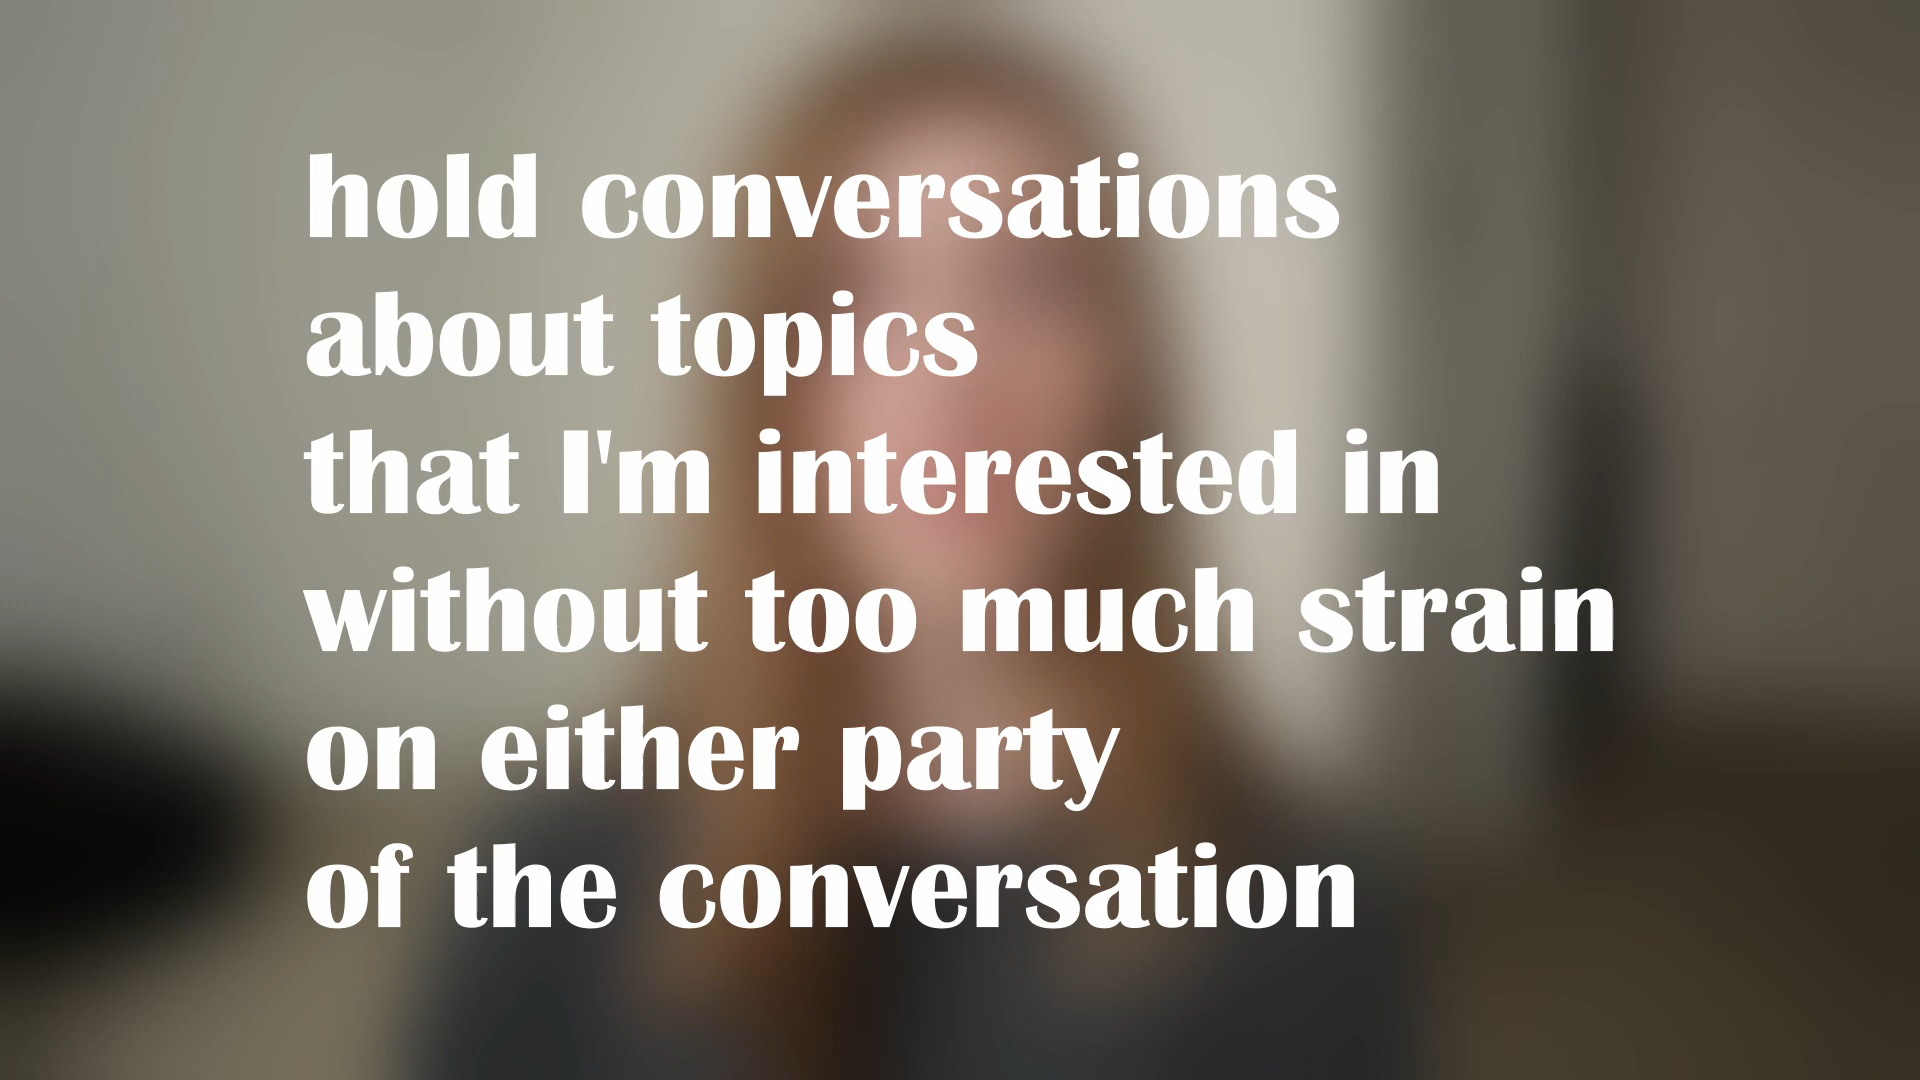 hold conversations
about topics
that I'm interested in
without too much strain
on either party
of the conversation